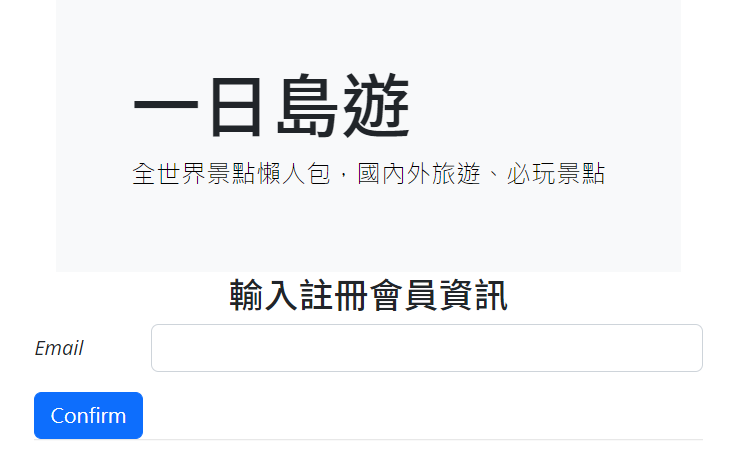 一日島遊
全世界景點懶人包，國內外旅遊、必玩景點
輸入註冊會員資訊
Email
Confirm